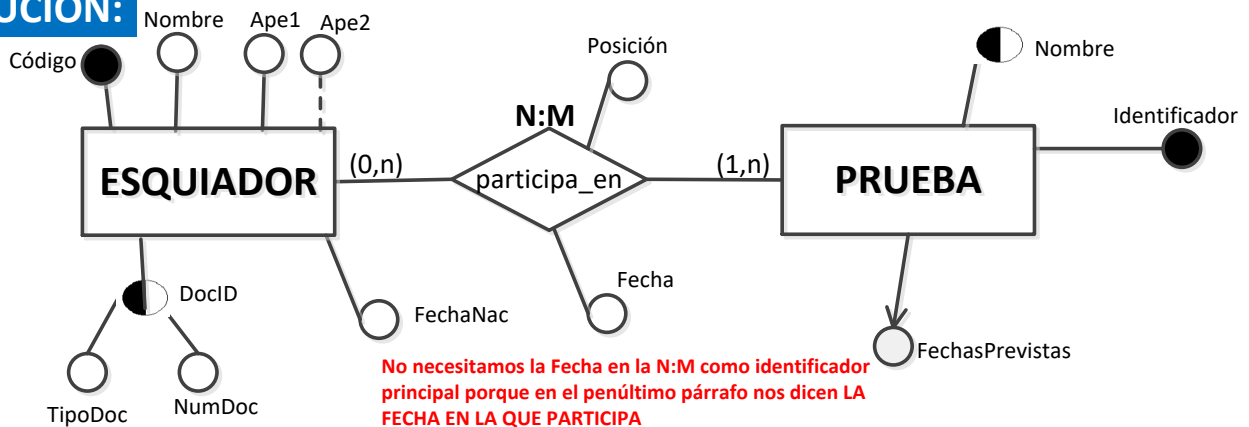 UCIÓN:
Nombre
Ape1
Ape2
Código
Posición
Nombre
Identificador
N:M
ESQUIADOR
(0,n)
participa_en
(1,n)
PRUEBA
DocID
FechaNac
Fecha
FechasPrevistas
TipoDoc
NumDoc
No necesitamos la Fecha en la N:M como identificador
principal porque en el penúltimo párrafo nos dicen LA
FECHA EN LA QUE PARTICIPA